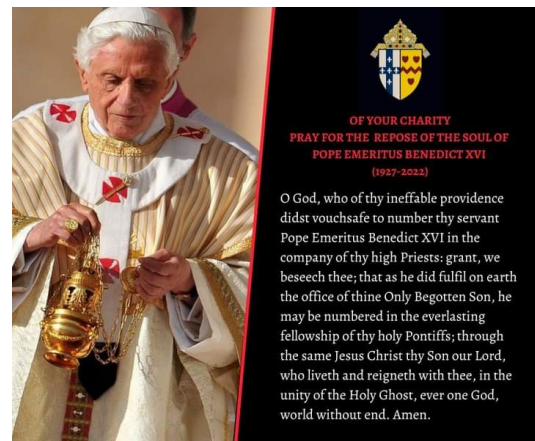 OF YOUR CHARITY
PRAY FOR THE REPOSE OF THE SOUL OF
POPE EMERITUS BENEDICT XVI
(1927-2022)
O God, who of thy ineffable providence
didst vouchsafe to number thy servant
Pope Emeritus Benedict XVI in the
company of thy high Priests: grant, we
beseech thee; that as he did fulfil on earth
the office of thine Only Begotten Son, he
may be numbered in the everlasting
fellowship of thy holy Pontiffs; through
the same Jesus Christ thy Son our Lord,
who liveth and reigneth with thee, in the
unity of the Holy Ghost, ever one God,
world without end. Amen.